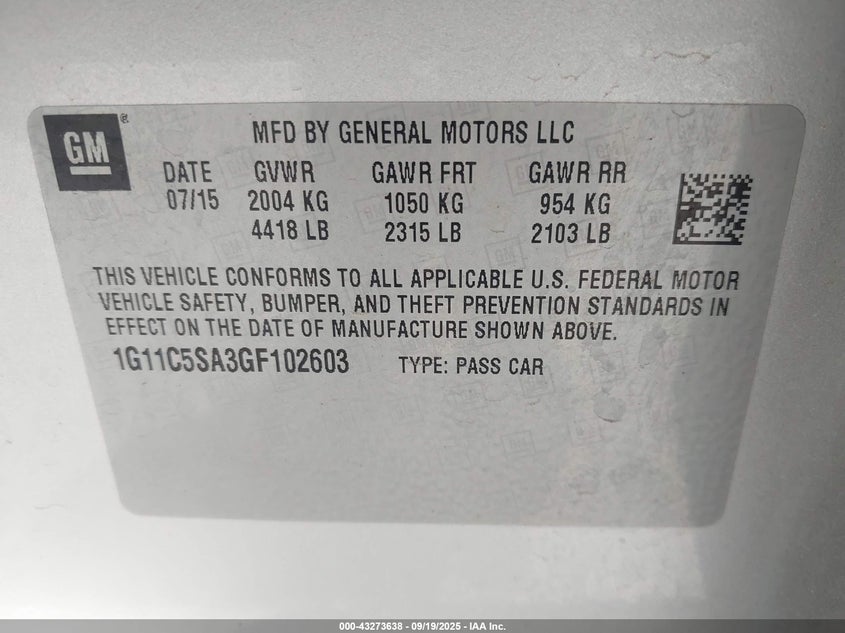 GM
®
MFD BY GENERAL MOTORS LLC
DATE GVWR GAWR FRT GAWR RR
07/15 2004 KG 1050 KG 954 KG
4418 LB 2315 LB 2103 LB
THIS VEHICLE CONFORMS TO ALL APPLICABLE U.S. FEDERAL MOTOR
VEHICLE SAFETY, BUMPER, AND THEFT PREVENTION STANDARDS IN
EFFECT ON THE DATE OF MANUFACTURE SHOWN ABOVE.
1G11C5SA3GF102603 TYPE: PASS CAR
000-43273638 - 09/19/2025 - IAA Inc.